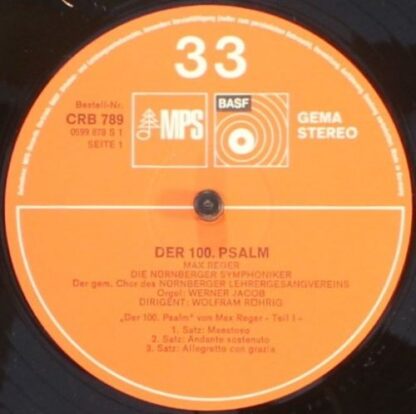 33
Bestell-Nr.
CRB 789
0599 878 S 1
SEITE 1
MPS
BASF
GEMA
STEREO
DER 100. PSALM
MAX REGER
DIE NÜRNBERGER SYMPHONIKER
Der gem. Chor des NÜRNBERGER LEHRERGESANGVEREINS
Orgel: WERNER JACOB
DIRIGENT: WOLFRAM RÖHRIG
„Der 100. Psalm" von Max Reger - Teil I -
1. Satz: Maestoso
2. Satz: Andante sostenuto
3. Satz: Allegretto con grazia